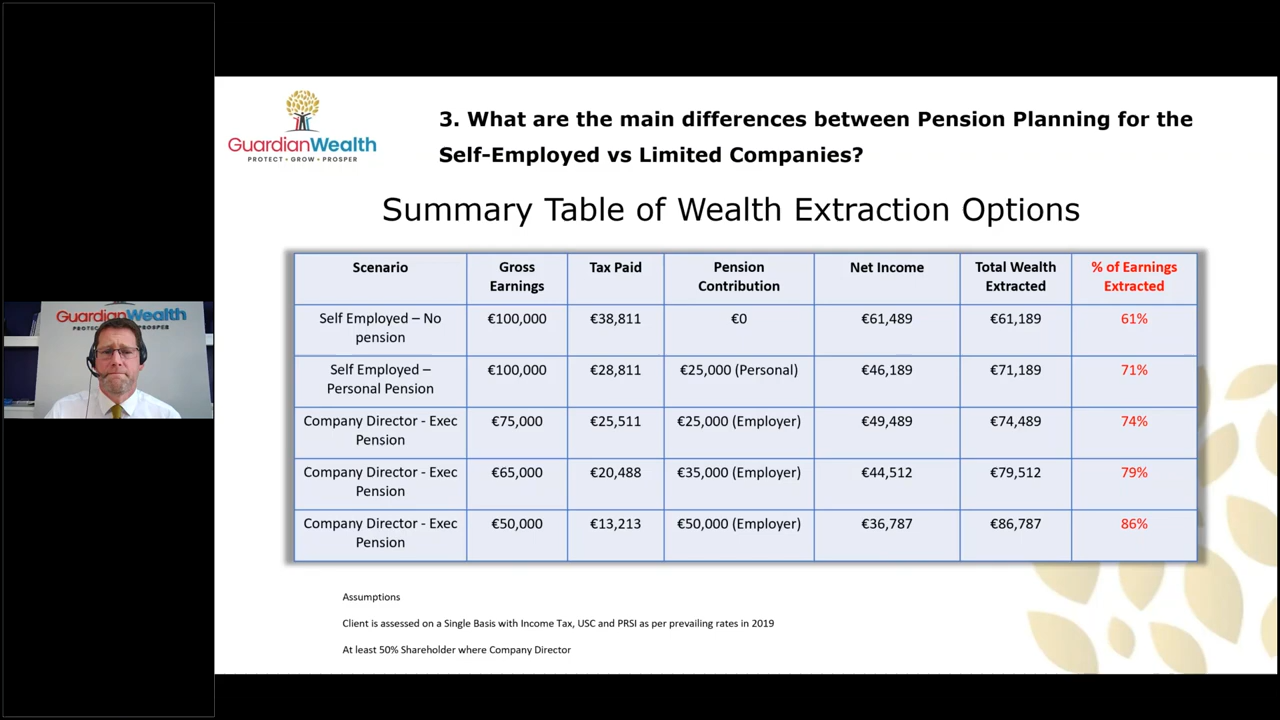 GuardianWealth
PROTECT • GROW • PROSPER
3. What are the main differences between Pension Planning for the
Self-Employed vs Limited Companies?
Summary Table of Wealth Extraction Options
Scenario Gross Earnings Tax Paid Pension Contribution Net Income Total Wealth Extracted % of Earnings Extracted
Self Employed – No pension €100,000 €38,811 €0 €61,489 €61,189 61%
Self Employed – Personal Pension €100,000 €28,811 €25,000 (Personal) €46,189 €71,189 71%
Company Director - Exec Pension €75,000 €25,511 €25,000 (Employer) €49,489 €74,489 74%
Company Director - Exec Pension €65,000 €20,488 €35,000 (Employer) €44,512 €79,512 79%
Company Director - Exec Pension €50,000 €13,213 €50,000 (Employer) €36,787 €86,787 86%
Assumptions
Client is assessed on a Single Basis with Income Tax, USC and PRSI as per prevailing rates in 2019
At least 50% Shareholder where Company Director
GuardianWealth